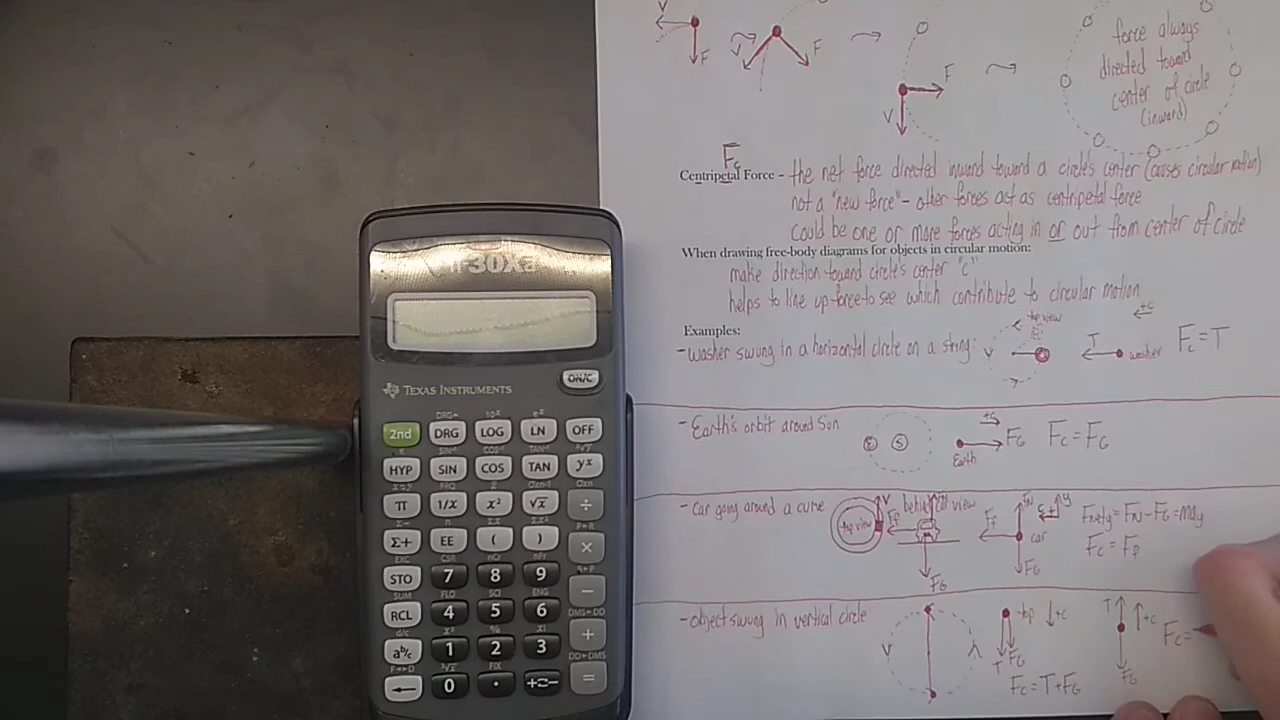 V
F
V
F
V
F
force always
directed toward
center of circle
(inward)
Fc
Centripetal Force - the net force directed inward toward a circle's center (causes circular motion)
not a "new force" - other forces act as centripetal force
could be one or more forces acting in or out from center of circle
When drawing free-body diagrams for objects in circular motion:
make direction toward circle's center "c"
helps to line up force to see which contribute to circular motion
Examples:
-washer swung in a horizontal circle on a string:
top view
V
T
washer
+c
Fc = T
-Earth's orbit around Sun
E
S
+c
FG
Earth
Fc = FG
-Car going around a curve
top view
V
behind car view
Ff
FG
FN
Ff
car
FG
c
+
y
Fnety = FN - FG = may
Fc = Ff
-object swung in vertical circle
V
top
+c
T
FG
Fc = T + FG
T
+c
FG
Fc =
TI-30Xa
TEXAS INSTRUMENTS
ON/C
2nd
DRG
LOG
LN
OFF
HYP
SIN
COS
TAN
yx
π
1/x
x²
√x
÷
Σ+
EE
(
)
×
STO
7
8
9
−
RCL
4
5
6
+
ab/c
1
2
3
=
←
0
.
+⇄−